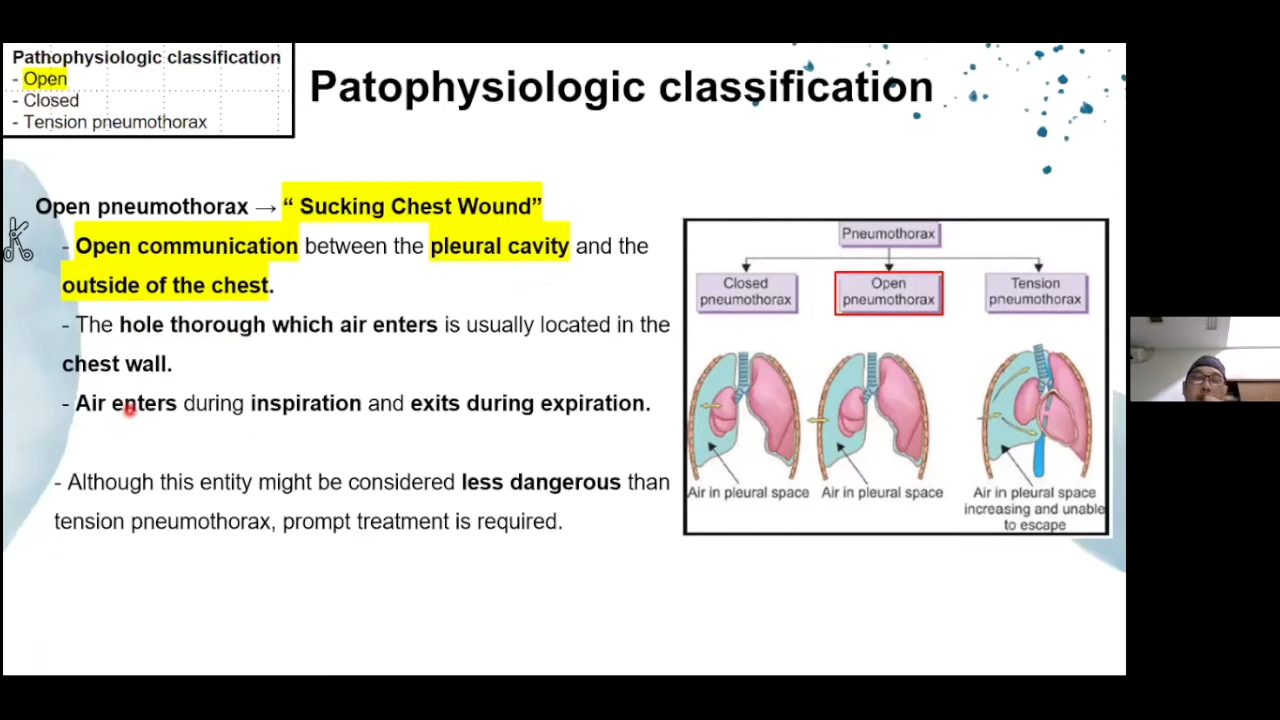 Pathophysiologic classification
- Open
- Closed
- Tension pneumothorax
Patophysiologic classification
Open pneumothorax → “ Sucking Chest Wound”
- Open communication between the pleural cavity and the
outside of the chest.
- The hole thorough which air enters is usually located in the
chest wall.
- Air enters during inspiration and exits during expiration.
- Although this entity might be considered less dangerous than
tension pneumothorax, prompt treatment is required.
Pneumothorax
Closed
pneumothorax
Open
pneumothorax
Tension
pneumothorax
Air in pleural space
Air in pleural space
Air in pleural space
increasing and unable
to escape